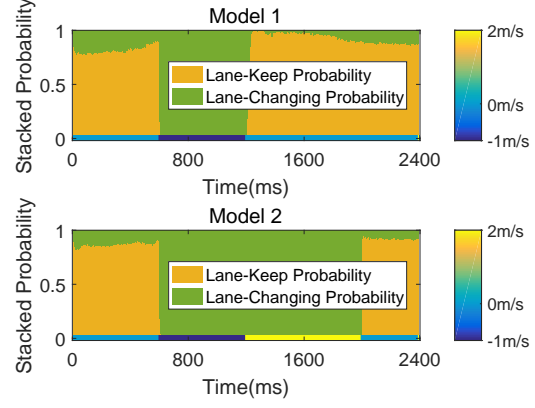 Model 1
Stacked Probability
1
0.5
0
Lane-Keep Probability
Lane-Changing Probability
0 800 1600 2400
Time(ms)
2m/s
0m/s
-1m/s
Model 2
Stacked Probability
1
0.5
0
Lane-Keep Probability
Lane-Changing Probability
0 800 1600 2400
Time(ms)
2m/s
0m/s
-1m/s